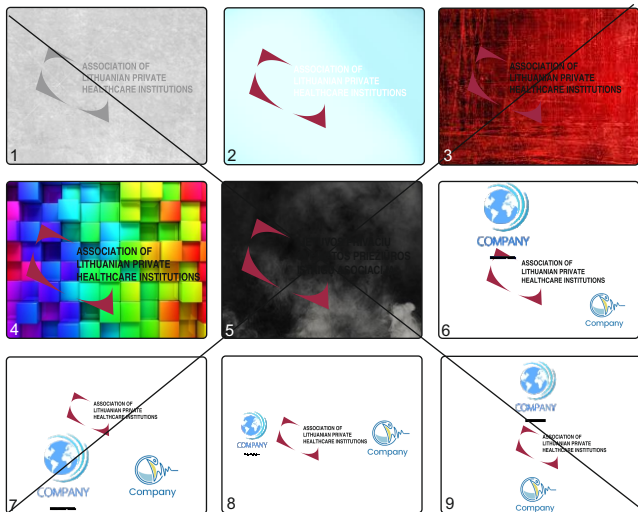 ASSOCIATION OF
LITHUANIAN PRIVATE
HEALTHCARE INSTITUTIONS
1
ASSOCIATION OF
LITHUANIAN PRIVATE
HEALTHCARE INSTITUTIONS
2
ASSOCIATION OF
LITHUANIAN PRIVATE
HEALTHCARE INSTITUTIONS
3
ASSOCIATION OF
LITHUANIAN PRIVATE
HEALTHCARE INSTITUTIONS
4
5
COMPANY
ASSOCIATION OF
LITHUANIAN PRIVATE
HEALTHCARE INSTITUTIONS
Company
6
ASSOCIATION OF
LITHUANIAN PRIVATE
HEALTHCARE INSTITUTIONS
COMPANY
Company
7
COMPANY
ASSOCIATION OF
LITHUANIAN PRIVATE
HEALTHCARE INSTITUTIONS
Company
8
COMPANY
ASSOCIATION OF
LITHUANIAN PRIVATE
HEALTHCARE INSTITUTIONS
Company
9